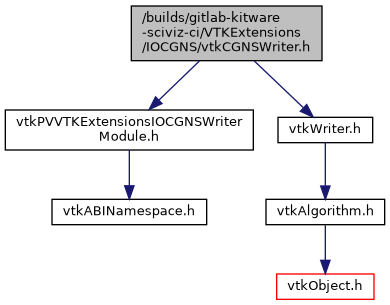 /builds/gitlab-kitware
-sciviz-ci/VTKExtensions
/IOCGNS/vtkCGNSWriter.h
vtkPVVTKExtensionsIOCGNSWriter
Module.h
vtkWriter.h
vtkABINamespace.h
vtkAlgorithm.h
vtkObject.h